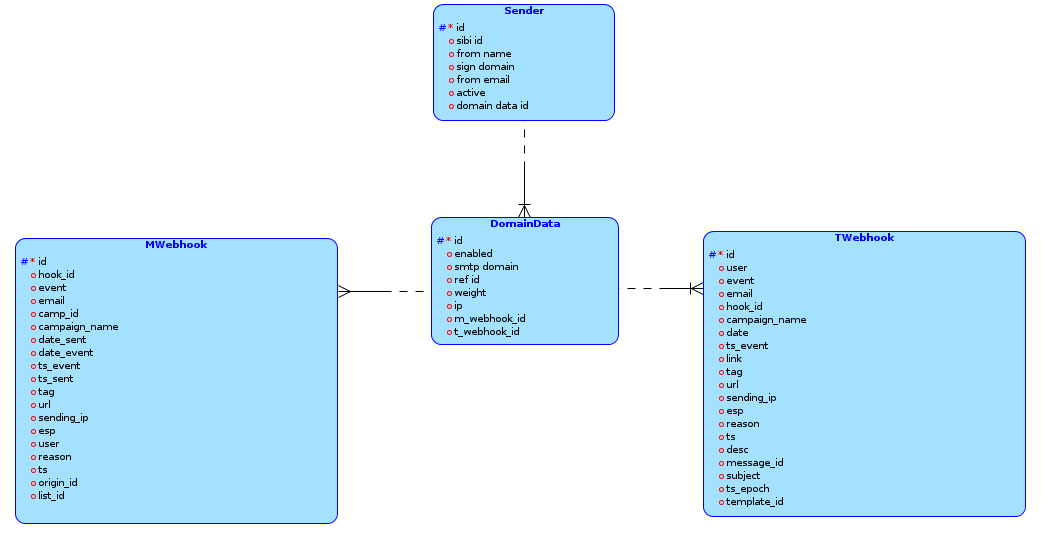 Sender
#* id
sibi id
from name
sign domain
from email
active
domain data id
DomainData
#* id
enabled
smtp domain
ref id
weight
ip
m_webhook_id
t_webhook_id
MWebhook
#* id
hook_id
event
email
camp_id
campaign_name
date_sent
date_event
ts_event
ts_sent
tag
url
sending_ip
esp
user
reason
ts
origin_id
list_id
TWebhook
#* id
user
event
email
hook_id
campaign_name
date
ts_event
link
tag
url
sending_ip
esp
reason
ts
desc
message_id
subject
ts_epoch
template_id